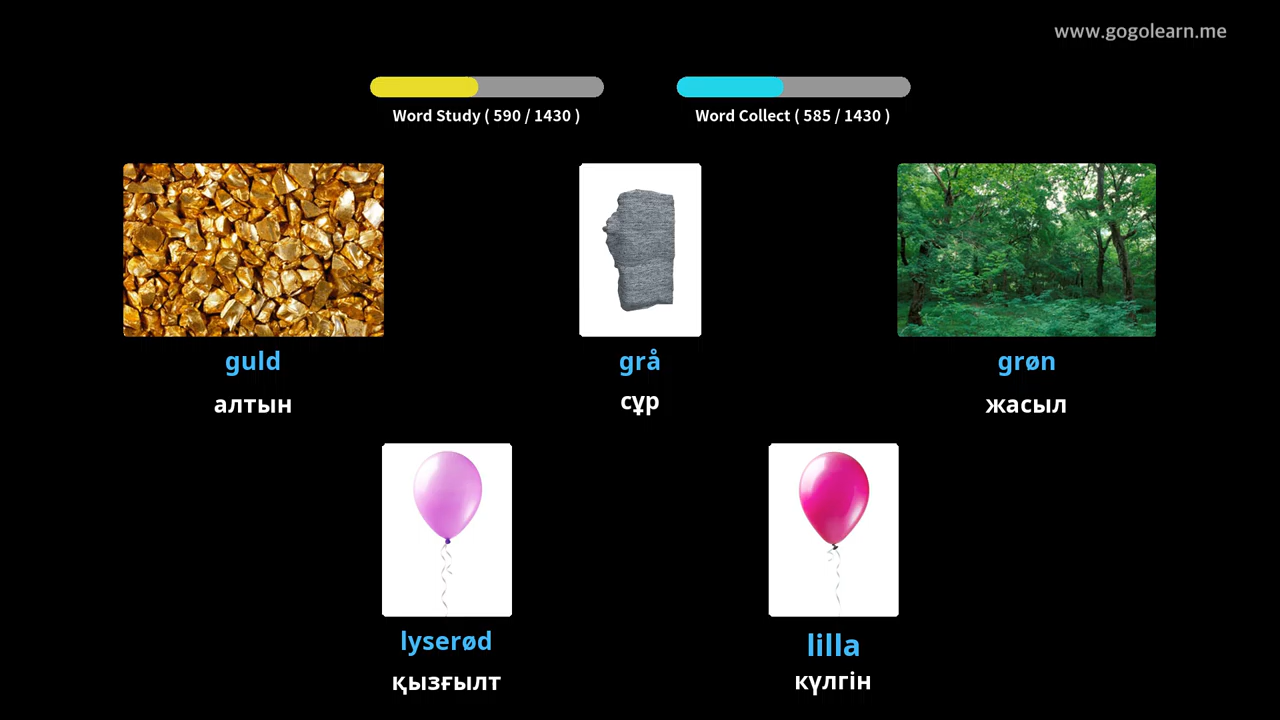 www.gogolearn.me
Word Study ( 590 / 1430 )
Word Collect ( 585 / 1430 )
guld
алтын
grå
сұр
grøn
жасыл
lyserød
қызғылт
lilla
күлгін